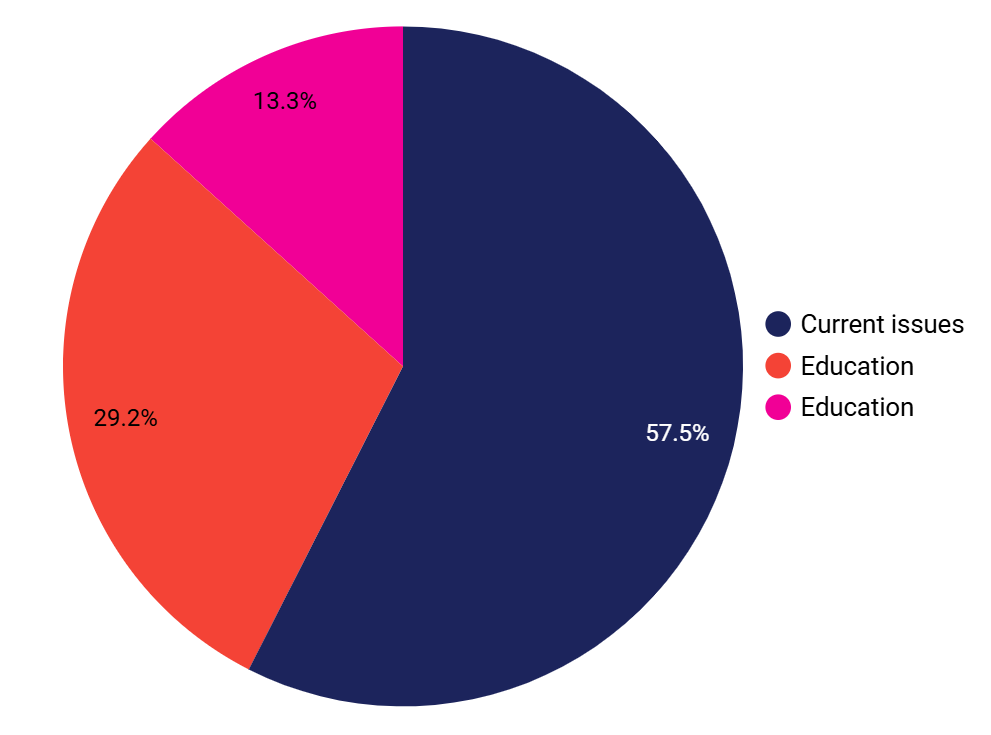 13.3%
Current issues
Education
Education
29.2%
57.5%